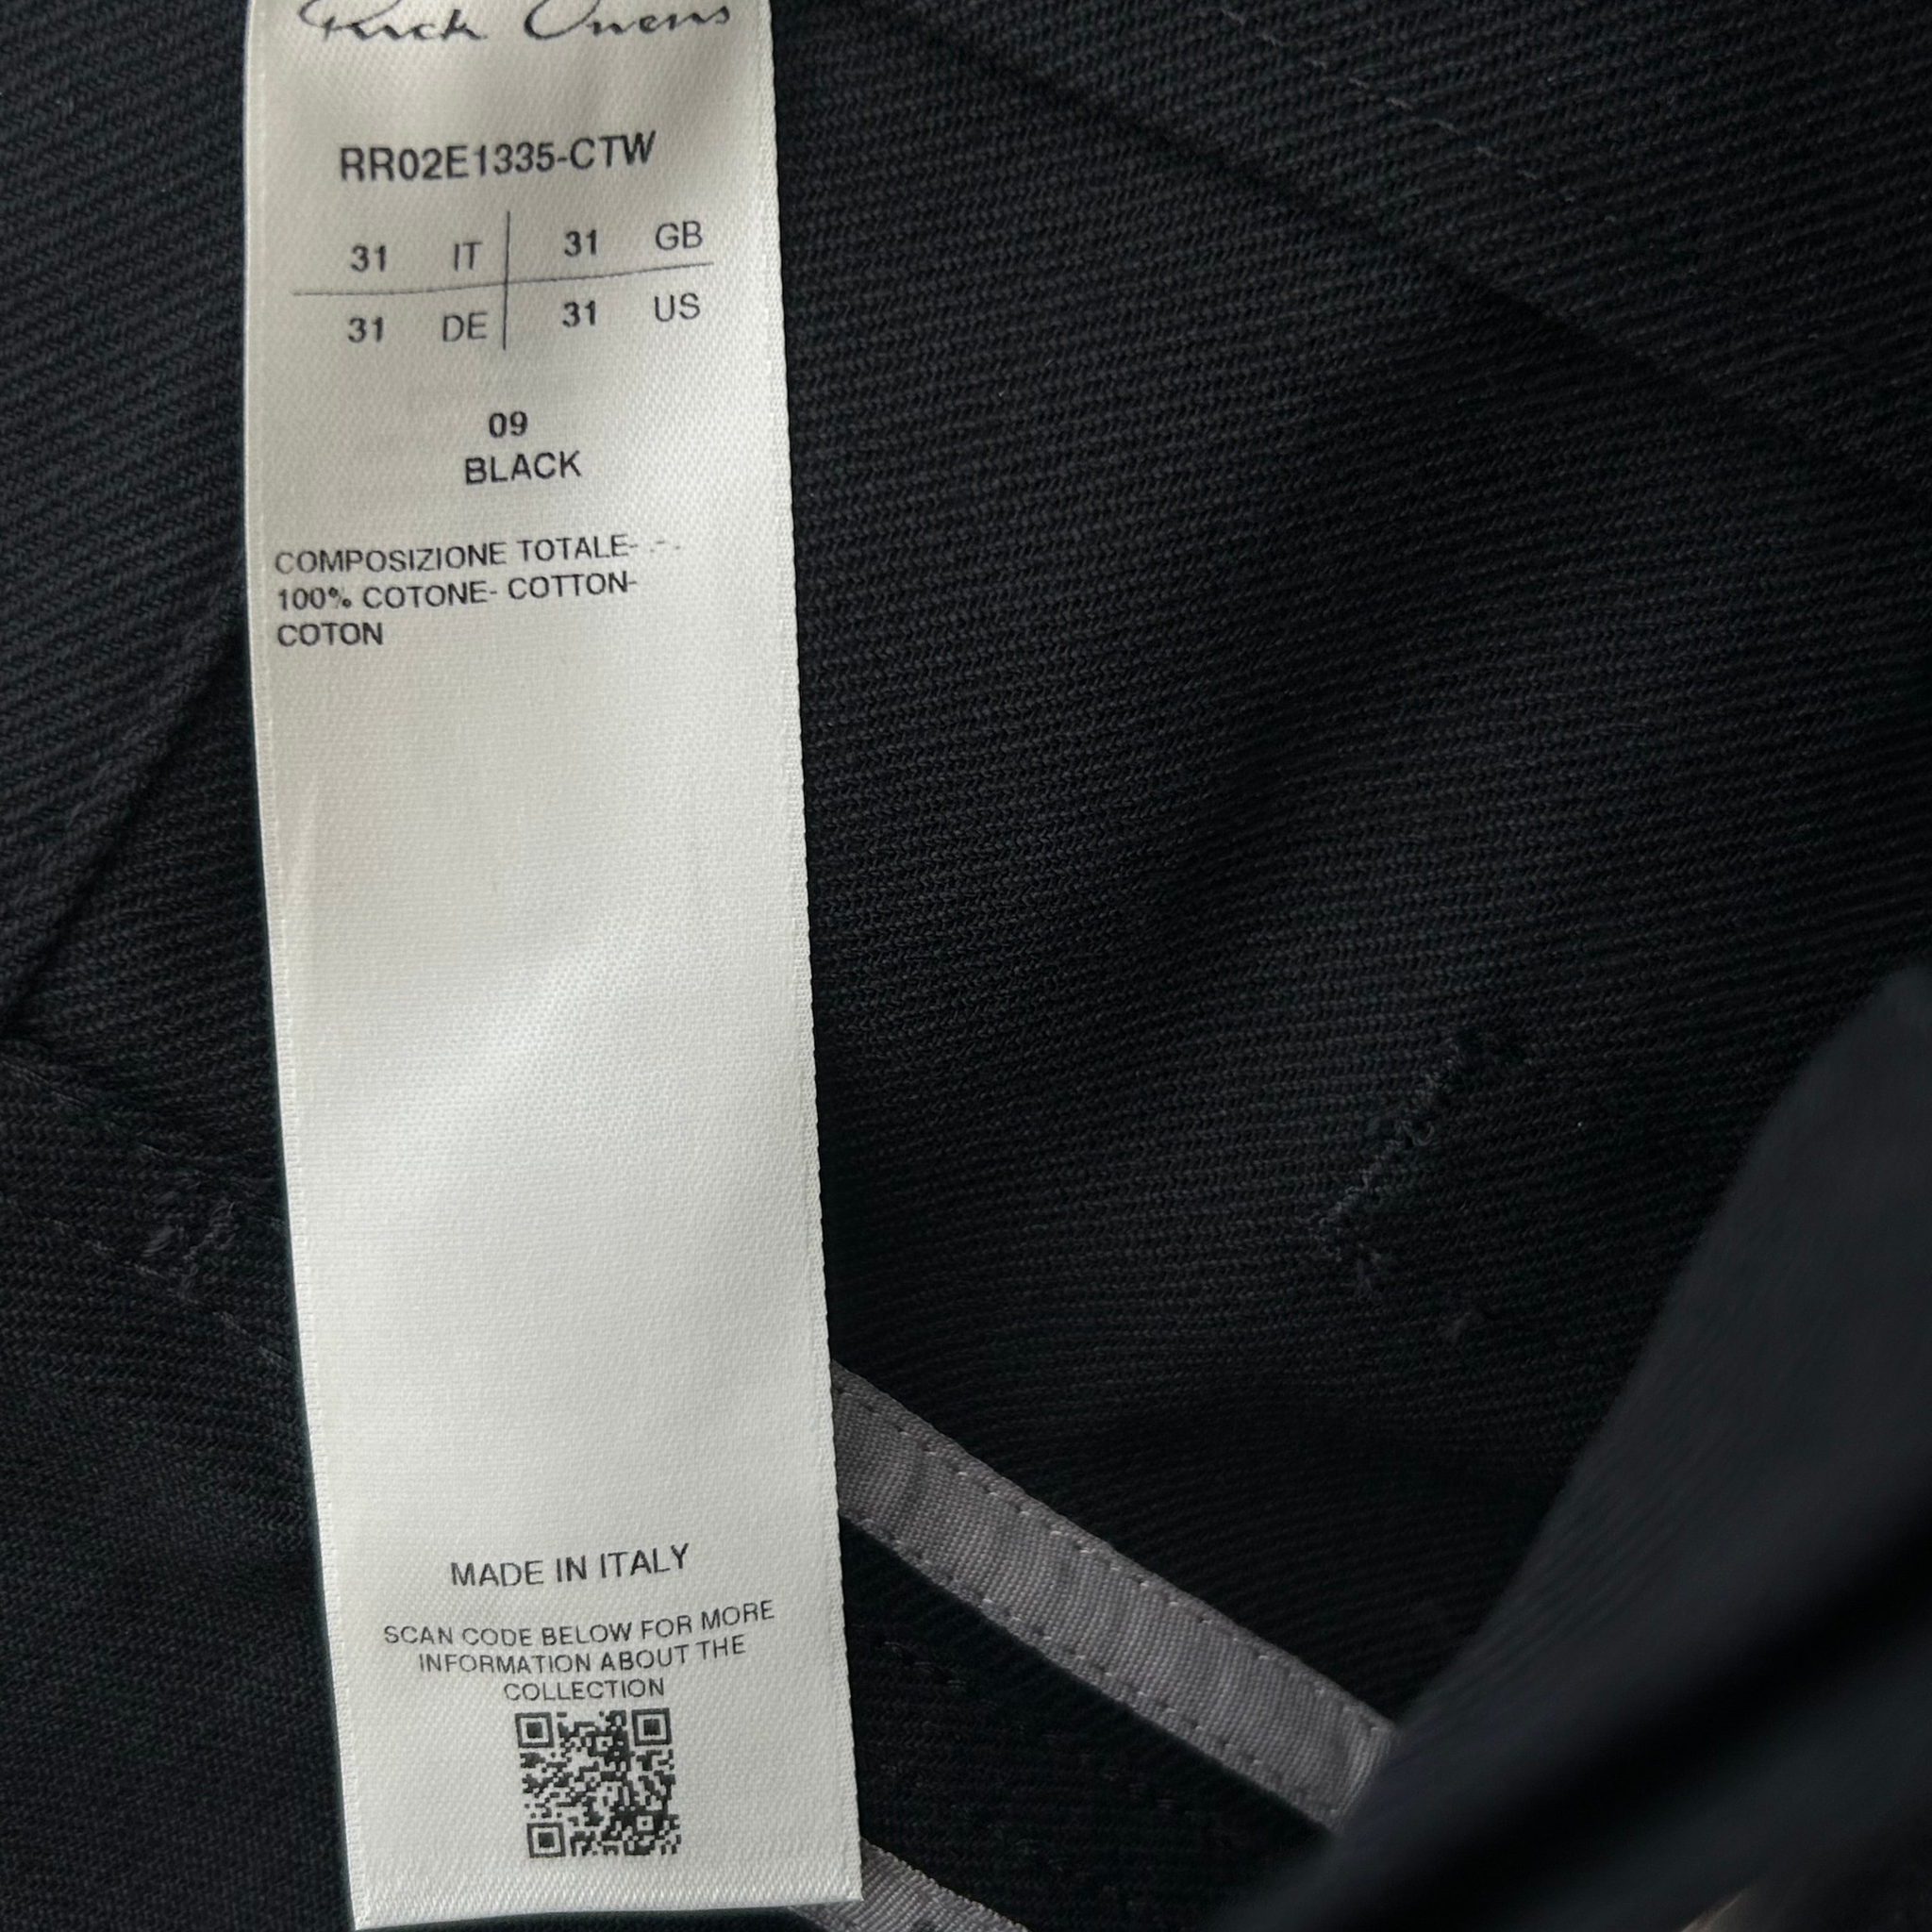 Rick Owens
RR02E1335-CTW
31 IT 31 GB
31 DE 31 US
09
BLACK
COMPOSIZIONE TOTALE- .-.
100% COTONE- COTTON-
COTON
MADE IN ITALY
SCAN CODE BELOW FOR MORE
INFORMATION ABOUT THE
COLLECTION